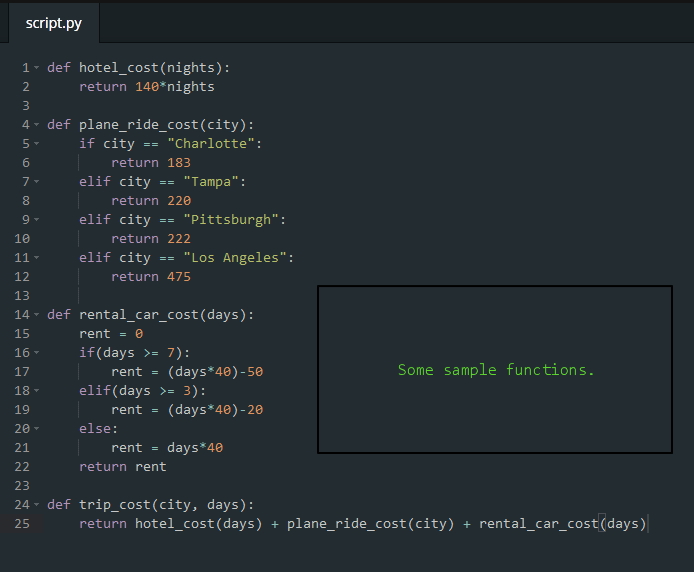 script.py
1 def hotel_cost(nights):
2     return 140*nights
3
4 def plane_ride_cost(city):
5     if city == "Charlotte":
6         return 183
7     elif city == "Tampa":
8         return 220
9     elif city == "Pittsburgh":
10         return 222
11     elif city == "Los Angeles":
12         return 475
13
14 def rental_car_cost(days):
15     rent = 0
16     if(days >= 7):
17         rent = (days*40)-50
18     elif(days >= 3):
19         rent = (days*40)-20
20     else:
21         rent = days*40
22     return rent
23
24 def trip_cost(city, days):
25     return hotel_cost(days) + plane_ride_cost(city) + rental_car_cost(days)
Some sample functions.